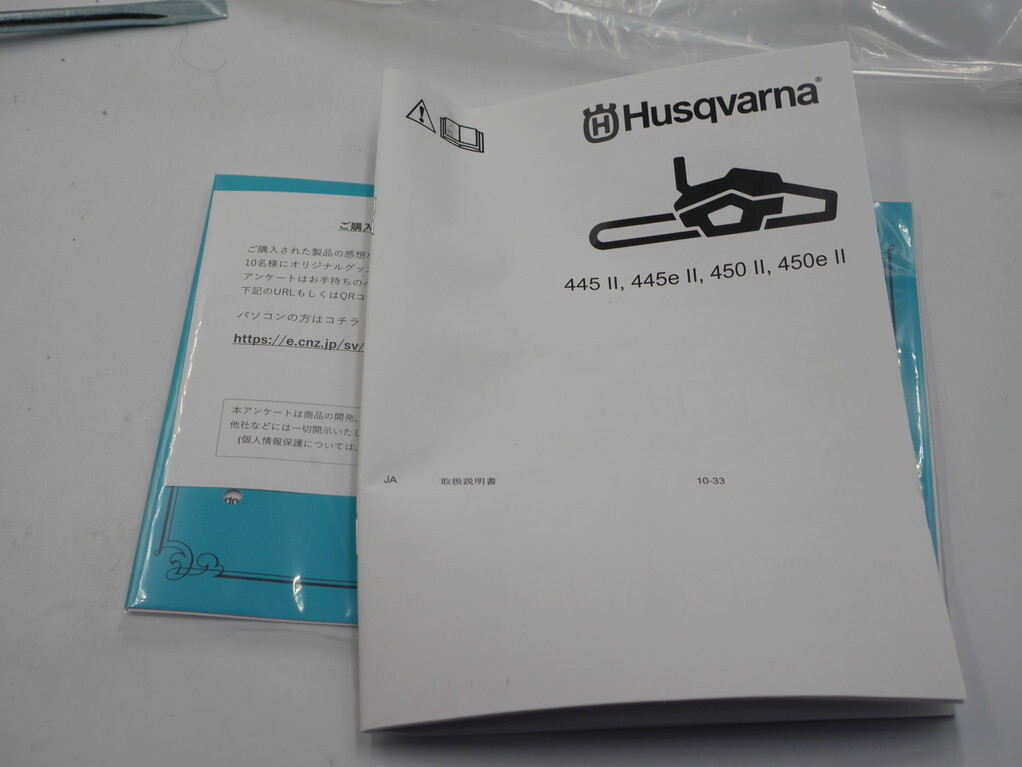 Husqvarna®
445 II, 445e II, 450 II, 450e II
JA 取扱説明書 10-33
ご購入
ご購入された製品の感想
10名様にオリジナルグッ
アンケートはお手持ちの
下記のURLもしくはQRコ
パソコンの方はコチラ
https://e.cnz.jp/sv/
本アンケートは商品の開発、
他社などには一切開示いたし
(個人情報保護については、